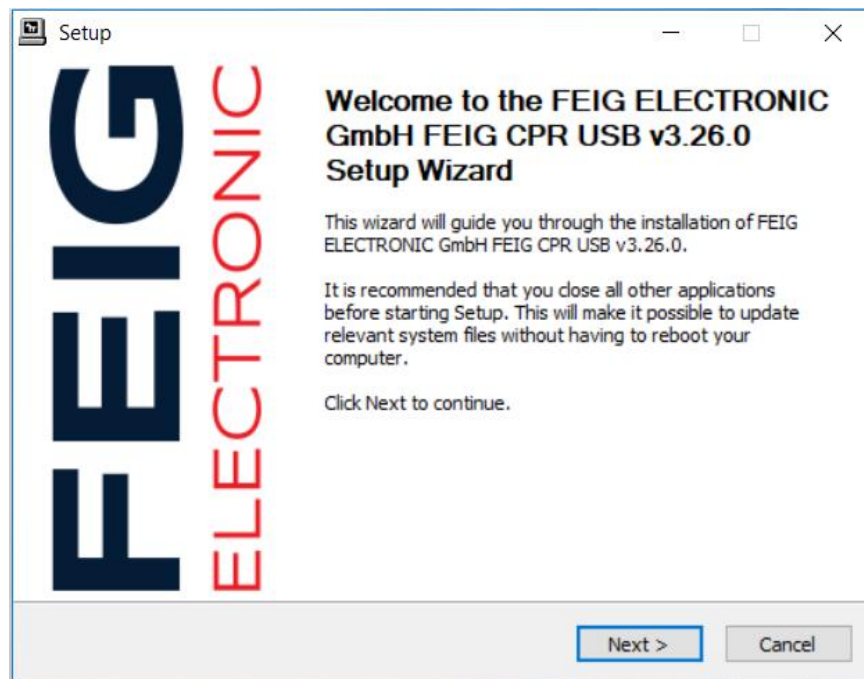 Setup
FEIG
ELECTRONIC
Welcome to the FEIG ELECTRONIC
GmbH FEIG CPR USB v3.26.0
Setup Wizard
This wizard will guide you through the installation of FEIG
ELECTRONIC GmbH FEIG CPR USB v3.26.0.
It is recommended that you close all other applications
before starting Setup. This will make it possible to update
relevant system files without having to reboot your
computer.
Click Next to continue.
Next >
Cancel